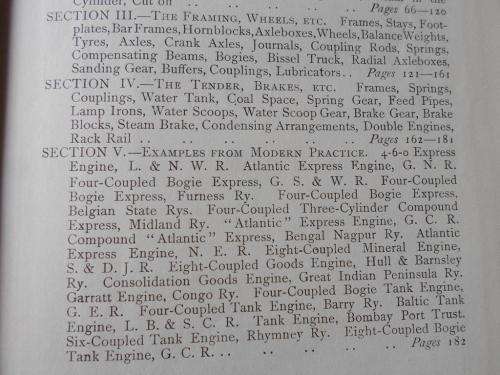 Cylinder, Cut off .. .. .. .. .. Pages 66—120
SECTION III.—The Framing, Wheels, etc. Frames, Stays, Foot-
plates, Bar Frames, Hornblocks, Axleboxes, Wheels, Balance Weights,
Tyres, Axles, Crank Axles, Journals, Coupling Rods, Springs,
Compensating Beams, Bogies, Bissel Truck, Radial Axleboxes,
Sanding Gear, Buffers, Couplings, Lubricators.. Pages 121—161
SECTION IV.—The Tender, Brakes, etc. Frames, Springs,
Couplings, Water Tank, Coal Space, Spring Gear, Feed Pipes,
Lamp Irons, Water Scoops, Water Scoop Gear, Brake Gear, Brake
Blocks, Steam Brake, Condensing Arrangements, Double Engines,
Rack Rail .. .. .. .. .. .. Pages 162—181
SECTION V.—Examples from Modern Practice. 4-6-0 Express
Engine, L. & N. W. R. Atlantic Express Engine, G. N. R.
Four-Coupled Bogie Express, G. S. & W. R. Four-Coupled
Bogie Express, Furness Ry. Four-Coupled Bogie Express,
Belgian State Rys. Four-Coupled Three-Cylinder Compound
Express, Midland Ry. "Atlantic" Express Engine, G. C. R.
Compound "Atlantic" Express, Bengal Nagpur Ry. Atlantic
Express Engine, N. E. R. Eight-Coupled Mineral Engine,
S. & D. J. R. Eight-Coupled Goods Engine, Hull & Barnsley
Ry. Consolidation Goods Engine, Great Indian Peninsula Ry.
Garratt Engine, Congo Ry. Four-Coupled Bogie Tank Engine,
G. E. R. Four-Coupled Tank Engine, Barry Ry. Baltic Tank
Engine, L. B. & S. C. R. Tank Engine, Bombay Port Trust.
Six-Coupled Tank Engine, Rhymney Ry. Eight-Coupled Bogie
Tank Engine, G. C. R. .. .. .. .. .. Pages 182